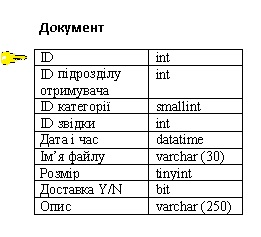 Документ
ID int
ID підрозділу int
отримувача
ID категорії smallint
ID звідки int
Дата і час datatime
Ім’я файлу varchar (30)
Розмір tinyint
Доставка Y/N bit
Опис varchar (250)